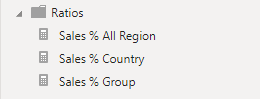 Ratios
Sales % All Region
Sales % Country
Sales % Group